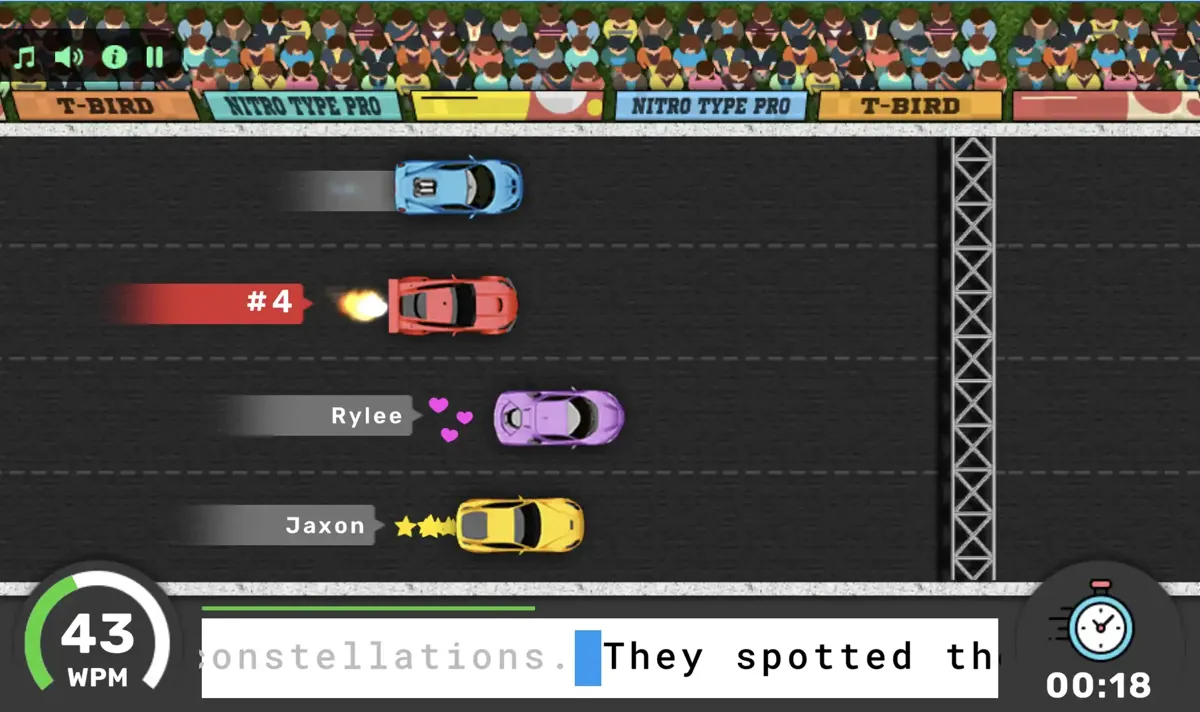 T-BIRD NITRO TYPE PRO NITRO TYPE PRO T-BIRD
#4
Rylee
Jaxon
43
WPM
onstellations. They spotted th
00:18